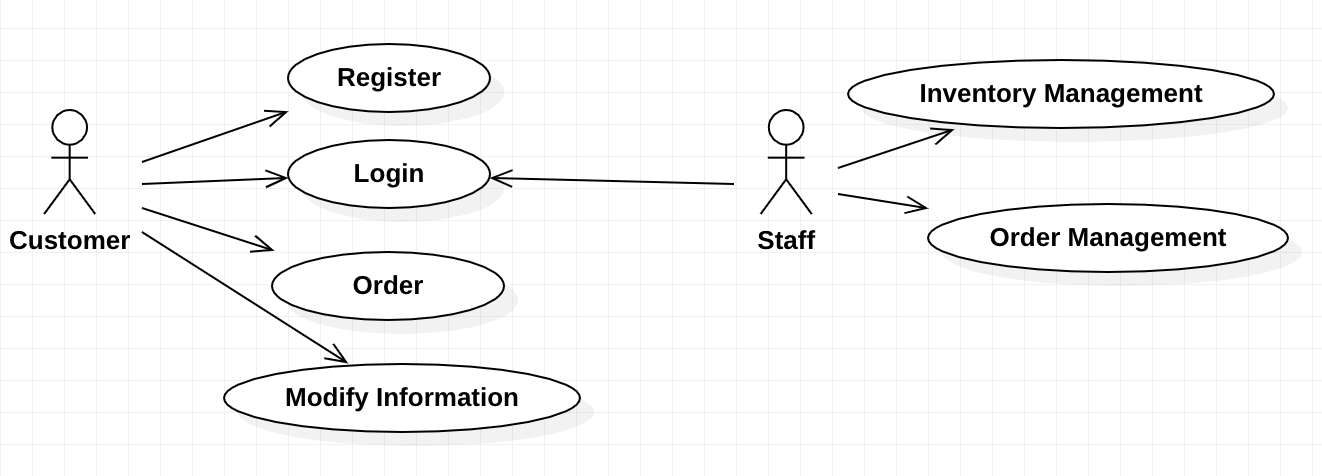 Register
Inventory Management
Login
Customer
Staff
Order Management
Order
Modify Information